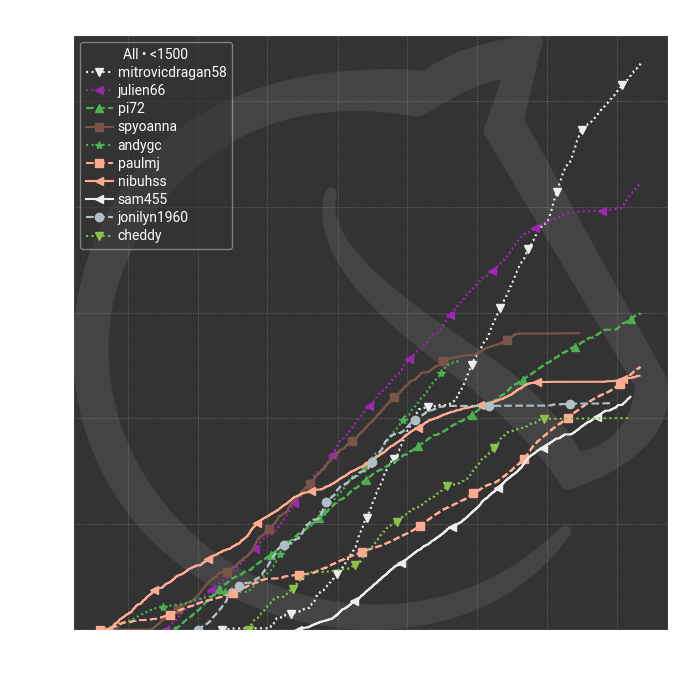 All • <1500
mitrovicdragan58
julien66
pi72
spyoanna
andygc
paulmj
nibuhss
sam455
jonilyn1960
cheddy